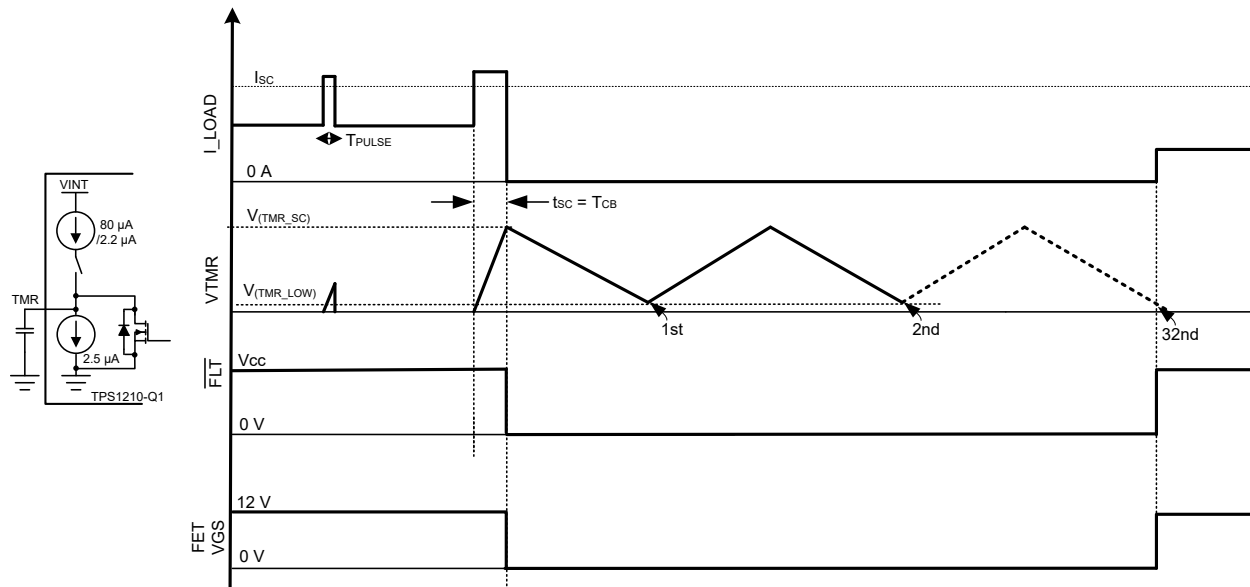 VINT
80 µA
/2.2 µA
TMR
2.5 µA
TPS1210-Q1
I_LOAD
ISC
TPULSE
0 A
tSC = TCB
VTMR
V(TMR_SC)
V(TMR_LOW)
1st
2nd
32nd
FLT
Vcc
0 V
FET
VGS
12 V
0 V